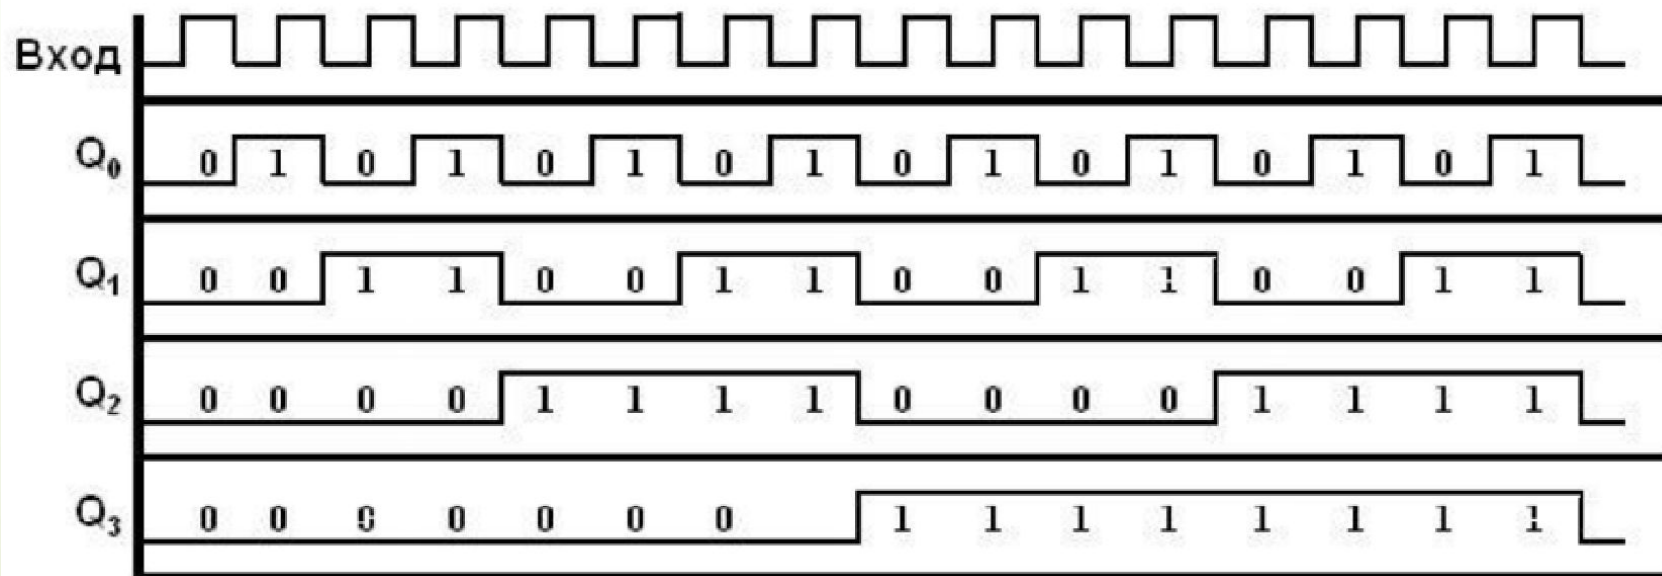 Вход
Q0 0 1 0 1 0 1 0 1 0 1 0 1 0 1 0 1
Q1 0 0 1 1 0 0 1 1 0 0 1 1 0 0 1 1
Q2 0 0 0 0 1 1 1 1 0 0 0 0 1 1 1 1
Q3 0 0 0 0 0 0 0 1 1 1 1 1 1 1 1